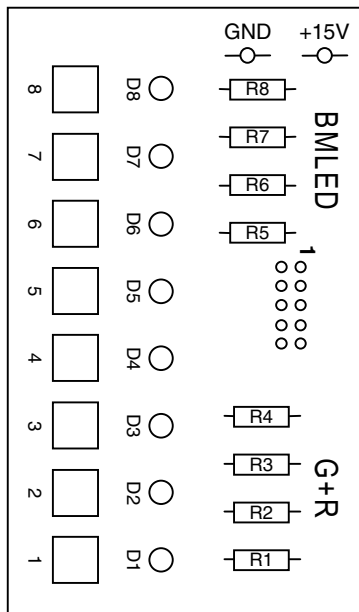 GND +15V
8 D8 R8
7 D7 R7
6 D6 R6
5 D5 R5
4 D4 R4
3 D3 R3
2 D2 R2
1 D1 R1
BMLED
1
G+R